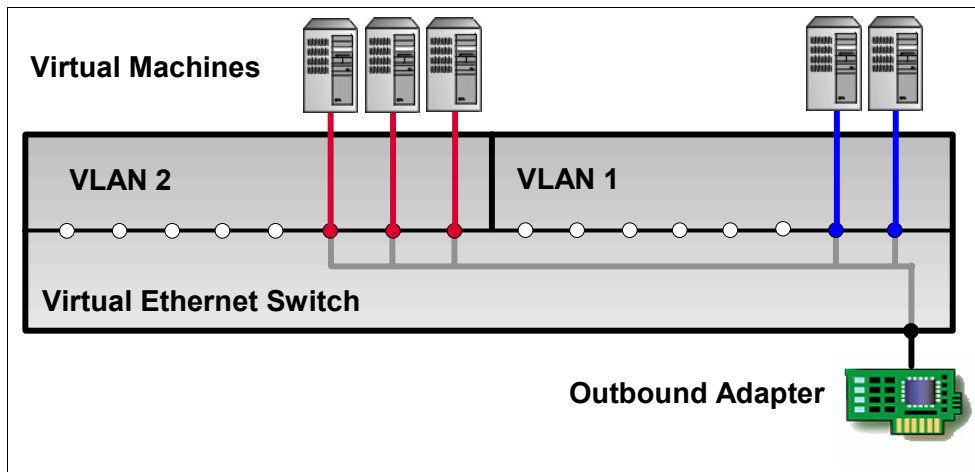 Virtual Machines
VLAN 2
VLAN 1
Virtual Ethernet Switch
Outbound Adapter